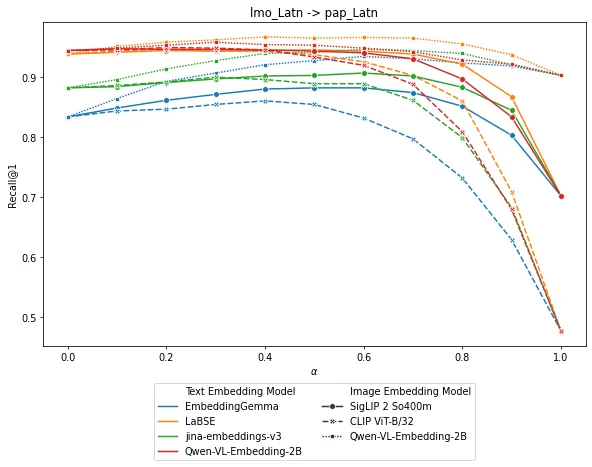 lmo_Latn -> pap_Latn
Recall@1
0.9
0.8
0.7
0.6
0.5
0.0 0.2 0.4 0.6 0.8 1.0
α
Text Embedding Model Image Embedding Model
EmbeddingGemma SigLIP 2 So400m
LaBSE CLIP ViT-B/32
jina-embeddings-v3 Qwen-VL-Embedding-2B
Qwen-VL-Embedding-2B